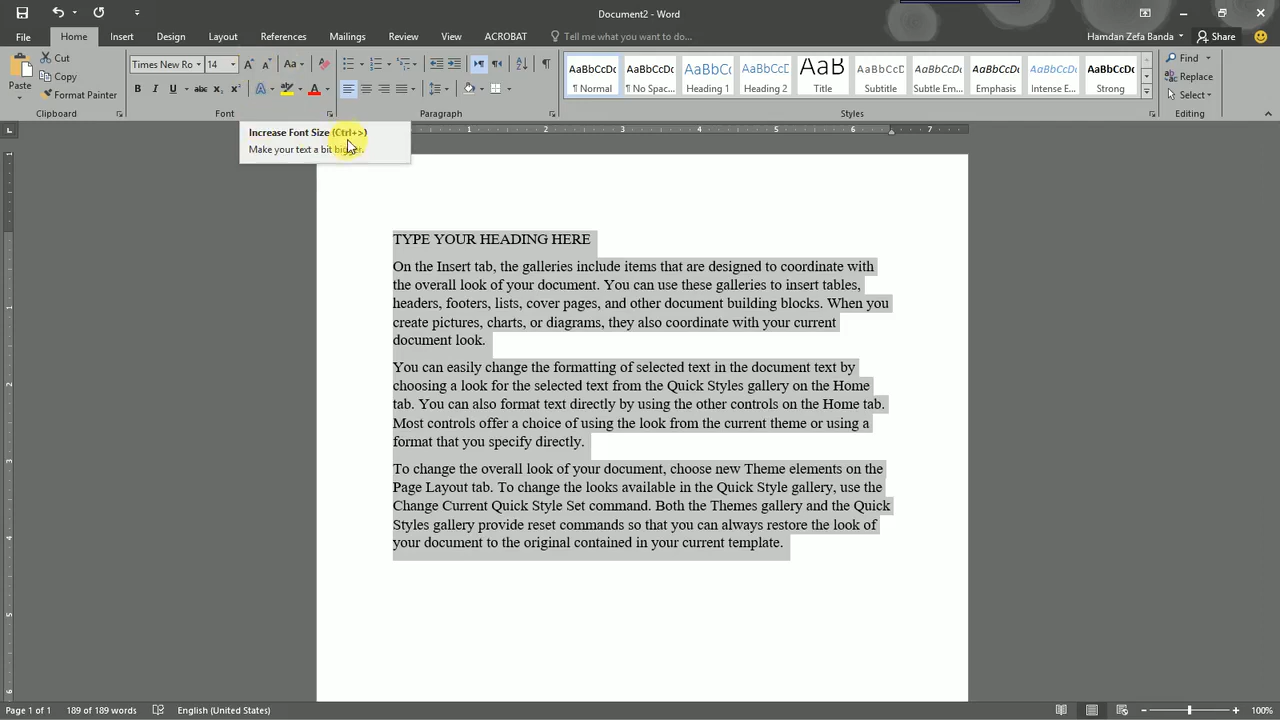 Document2 - Word
File Home Insert Design Layout References Mailings Review View ACROBAT Tell me what you want to do... Hamdan Zefa Banda Share
Paste
Cut
Copy
Format Painter
Clipboard
Times New Ro 14 Aa
B I U abc x₂ x² A A
Font
Paragraph
AaBbCcDc AaBbCcDc AaBbCc AaBbCcD AaBb AaBbCcD AaBbCcDc AaBbCcDc AaBbCcDc AaBbCcDc
¶ Normal ¶ No Spac... Heading 1 Heading 2 Title Subtitle Subtle Em... Emphasis Intense E... Strong
Styles
Find
Replace
Select
Editing
Increase Font Size (Ctrl+>)
Make your text a bit
1 2 3 4 5 6 7
TYPE YOUR HEADING HERE
On the Insert tab, the galleries include items that are designed to coordinate with
the overall look of your document. You can use these galleries to insert tables,
headers, footers, lists, cover pages, and other document building blocks. When you
create pictures, charts, or diagrams, they also coordinate with your current
document look.
You can easily change the formatting of selected text in the document text by
choosing a look for the selected text from the Quick Styles gallery on the Home
tab. You can also format text directly by using the other controls on the Home tab.
Most controls offer a choice of using the look from the current theme or using a
format that you specify directly.
To change the overall look of your document, choose new Theme elements on the
Page Layout tab. To change the looks available in the Quick Style gallery, use the
Change Current Quick Style Set command. Both the Themes gallery and the Quick
Styles gallery provide reset commands so that you can always restore the look of
your document to the original contained in your current template.
Page 1 of 1 189 of 189 words English (United States) 100%